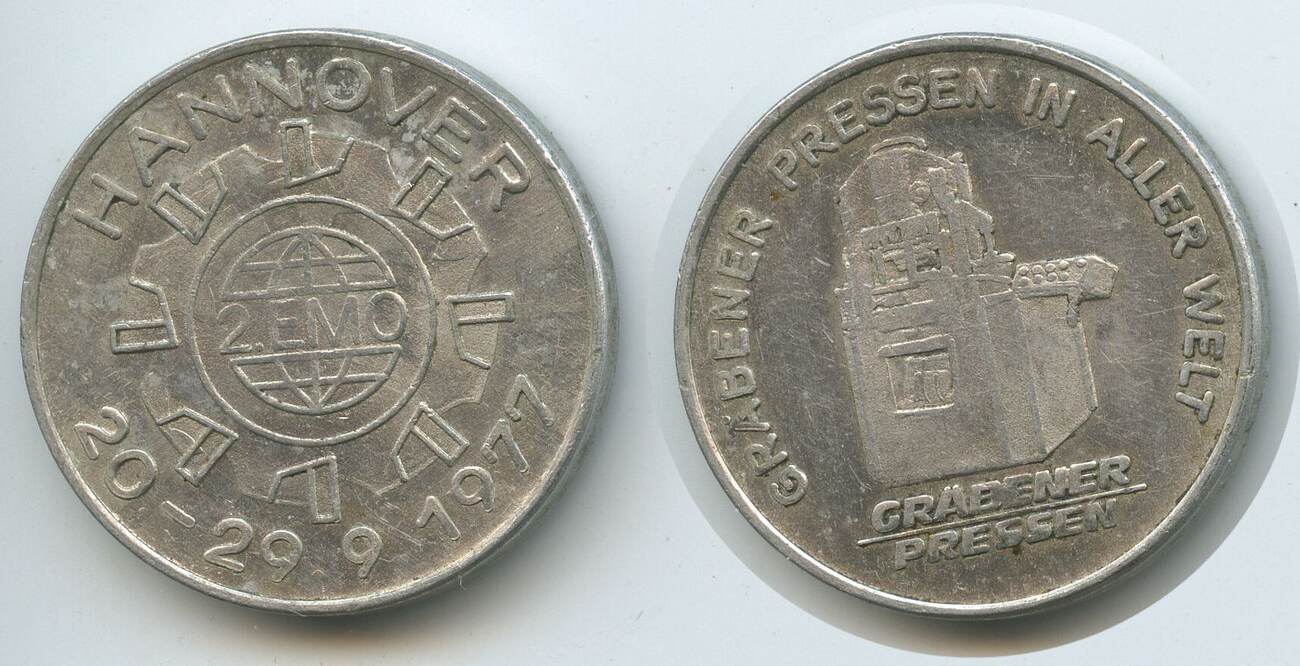 HANNOVER
2.EMO
20-29 9 1977
GRÄBENER PRESSEN IN ALLER WELT
GRÄBENER
PRESSEN